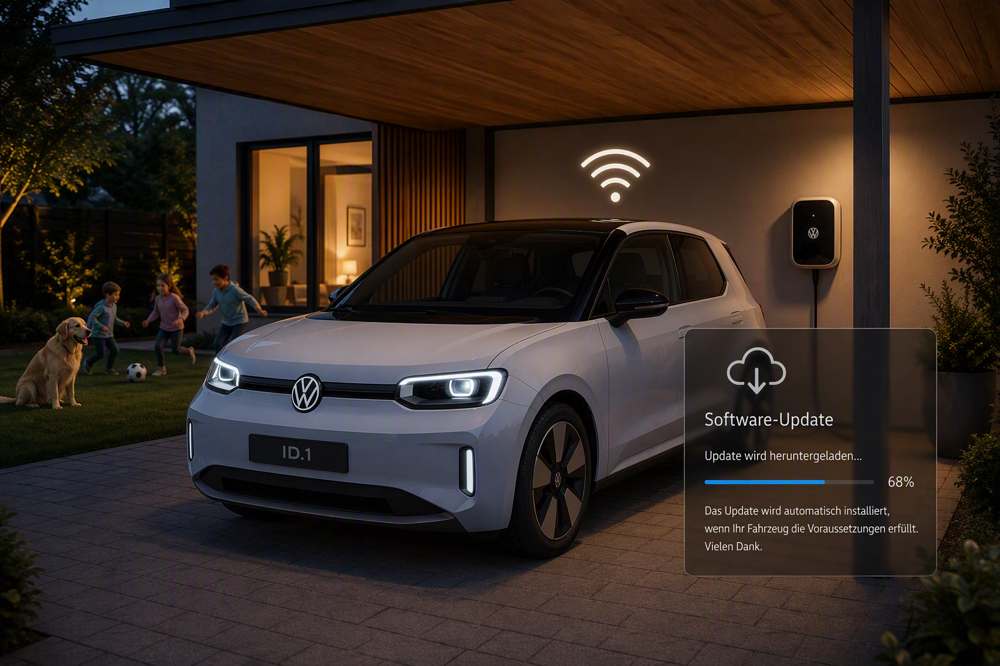 ID.1
Software-Update
Update wird heruntergeladen...
68%
Das Update wird automatisch installiert,
wenn Ihr Fahrzeug die Voraussetzungen erfüllt.
Vielen Dank.